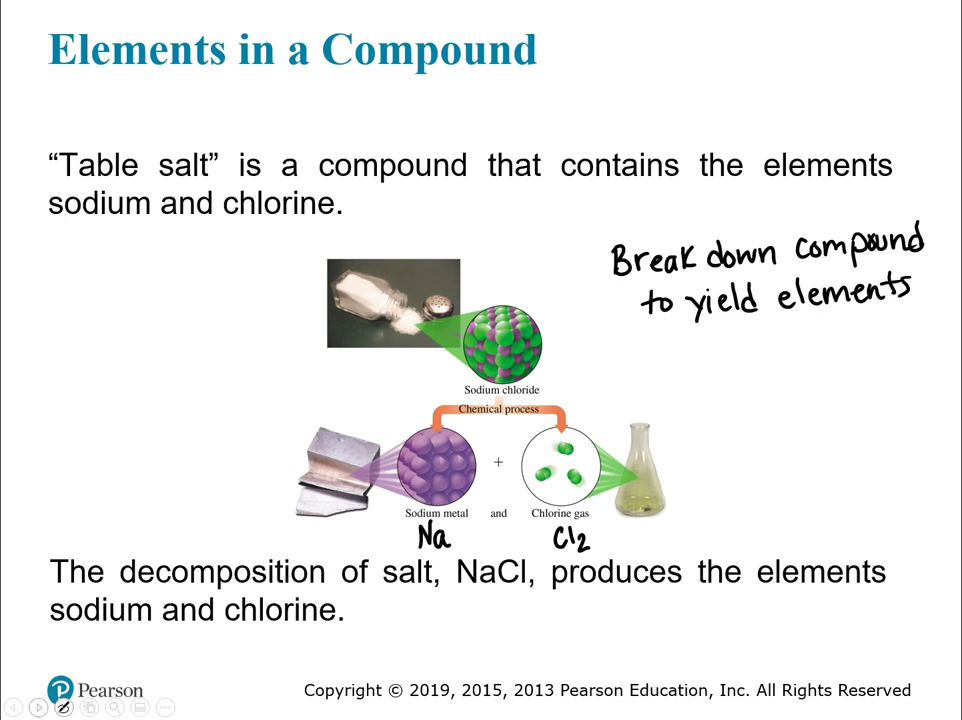 Elements in a Compound
“Table salt” is a compound that contains the elements
sodium and chlorine.
Break down compound
to yield elements
Sodium chloride
Chemical process
+
Sodium metal and Chlorine gas
Na Cl2
The decomposition of salt, NaCl, produces the elements
sodium and chlorine.
Pearson
Copyright © 2019, 2015, 2013 Pearson Education, Inc. All Rights Reserved